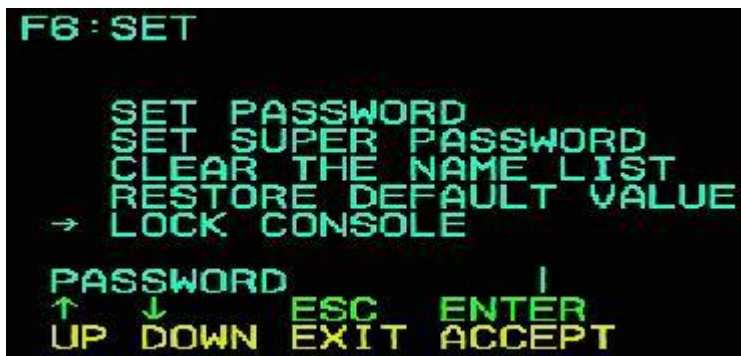 F6:SET
SET PASSWORD
SET SUPER PASSWORD
CLEAR THE NAME LIST
RESTORE DEFAULT VALUE
→ LOCK CONSOLE
PASSWORD |
↑ ↓ ESC ENTER
UP DOWN EXIT ACCEPT